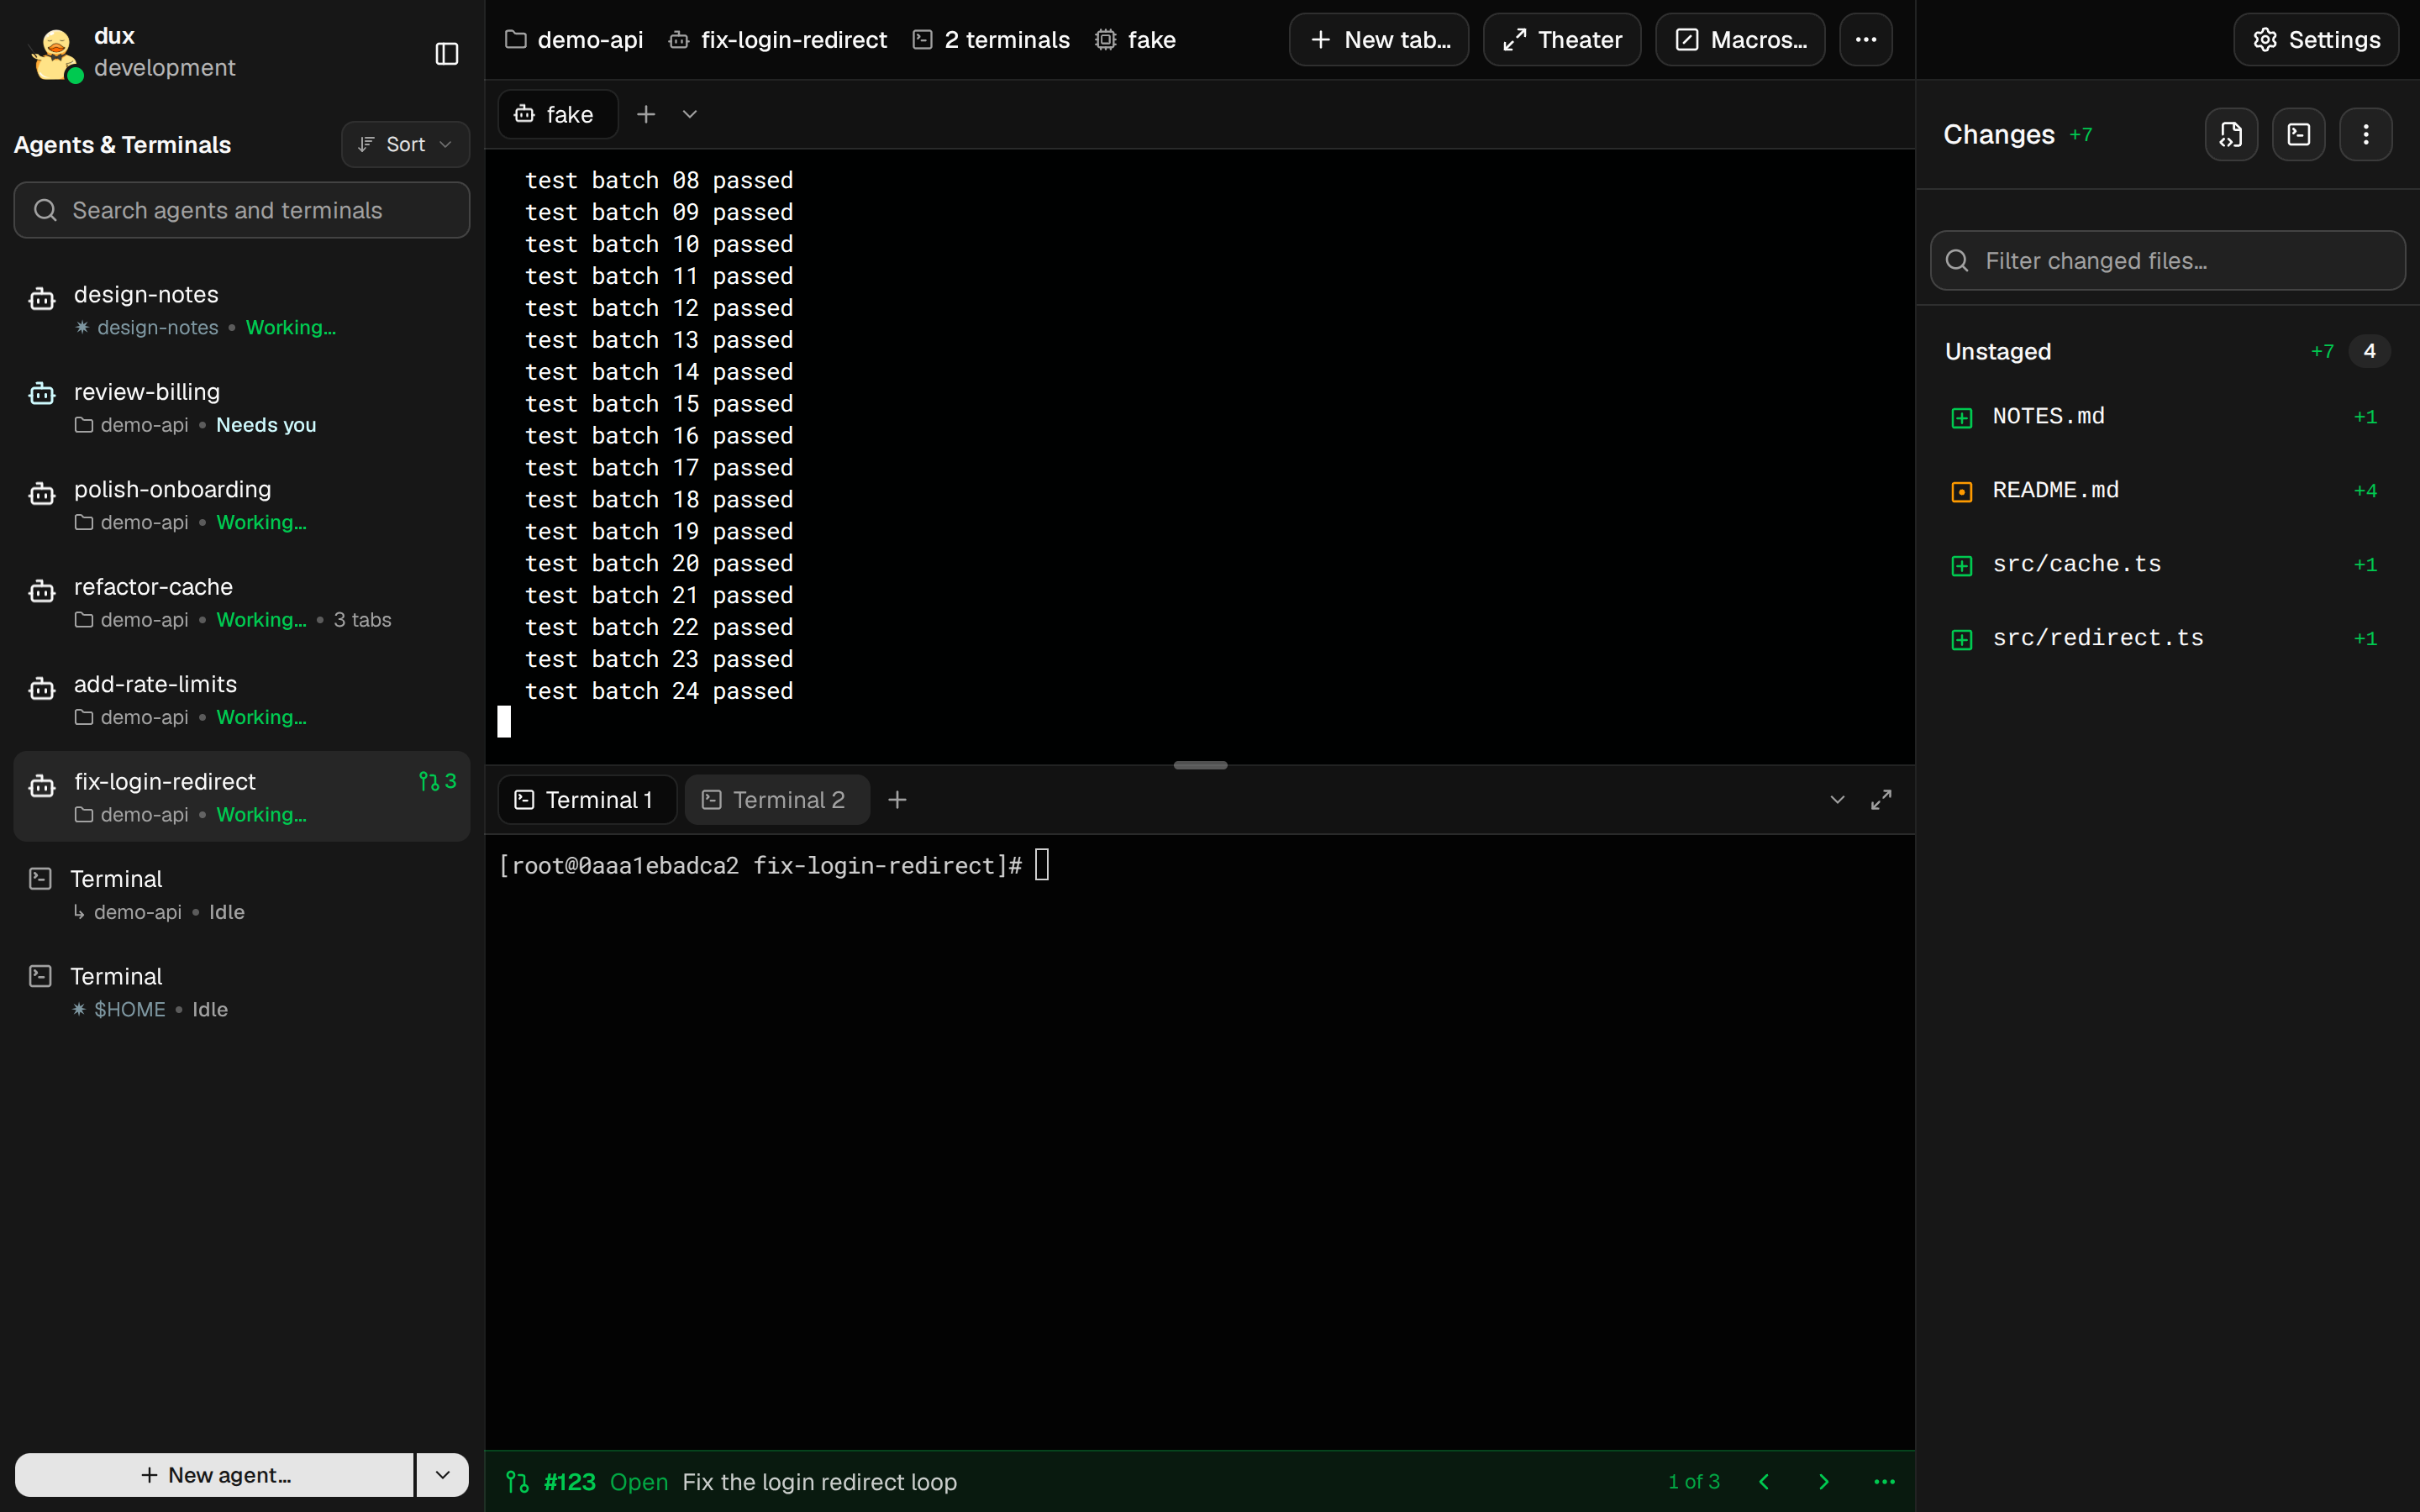 dux
development
Agents & Terminals
Sort
Search agents and terminals
design-notes
design-notes • Working...
review-billing
demo-api • Needs you
polish-onboarding
demo-api • Working...
refactor-cache
demo-api • Working... • 3 tabs
add-rate-limits
demo-api • Working...
fix-login-redirect 3
demo-api • Working...
Terminal
demo-api • Idle
Terminal
$HOME • Idle
New agent...
demo-api fix-login-redirect 2 terminals fake
New tab... Theater Macros...
fake
test batch 08 passed
test batch 09 passed
test batch 10 passed
test batch 11 passed
test batch 12 passed
test batch 13 passed
test batch 14 passed
test batch 15 passed
test batch 16 passed
test batch 17 passed
test batch 18 passed
test batch 19 passed
test batch 20 passed
test batch 21 passed
test batch 22 passed
test batch 23 passed
test batch 24 passed
Terminal 1 Terminal 2
[root@0aaa1ebadca2 fix-login-redirect]#
#123 Open Fix the login redirect loop 1 of 3
Settings
Changes +7
Filter changed files...
Unstaged +7 4
NOTES.md +1
README.md +4
src/cache.ts +1
src/redirect.ts +1